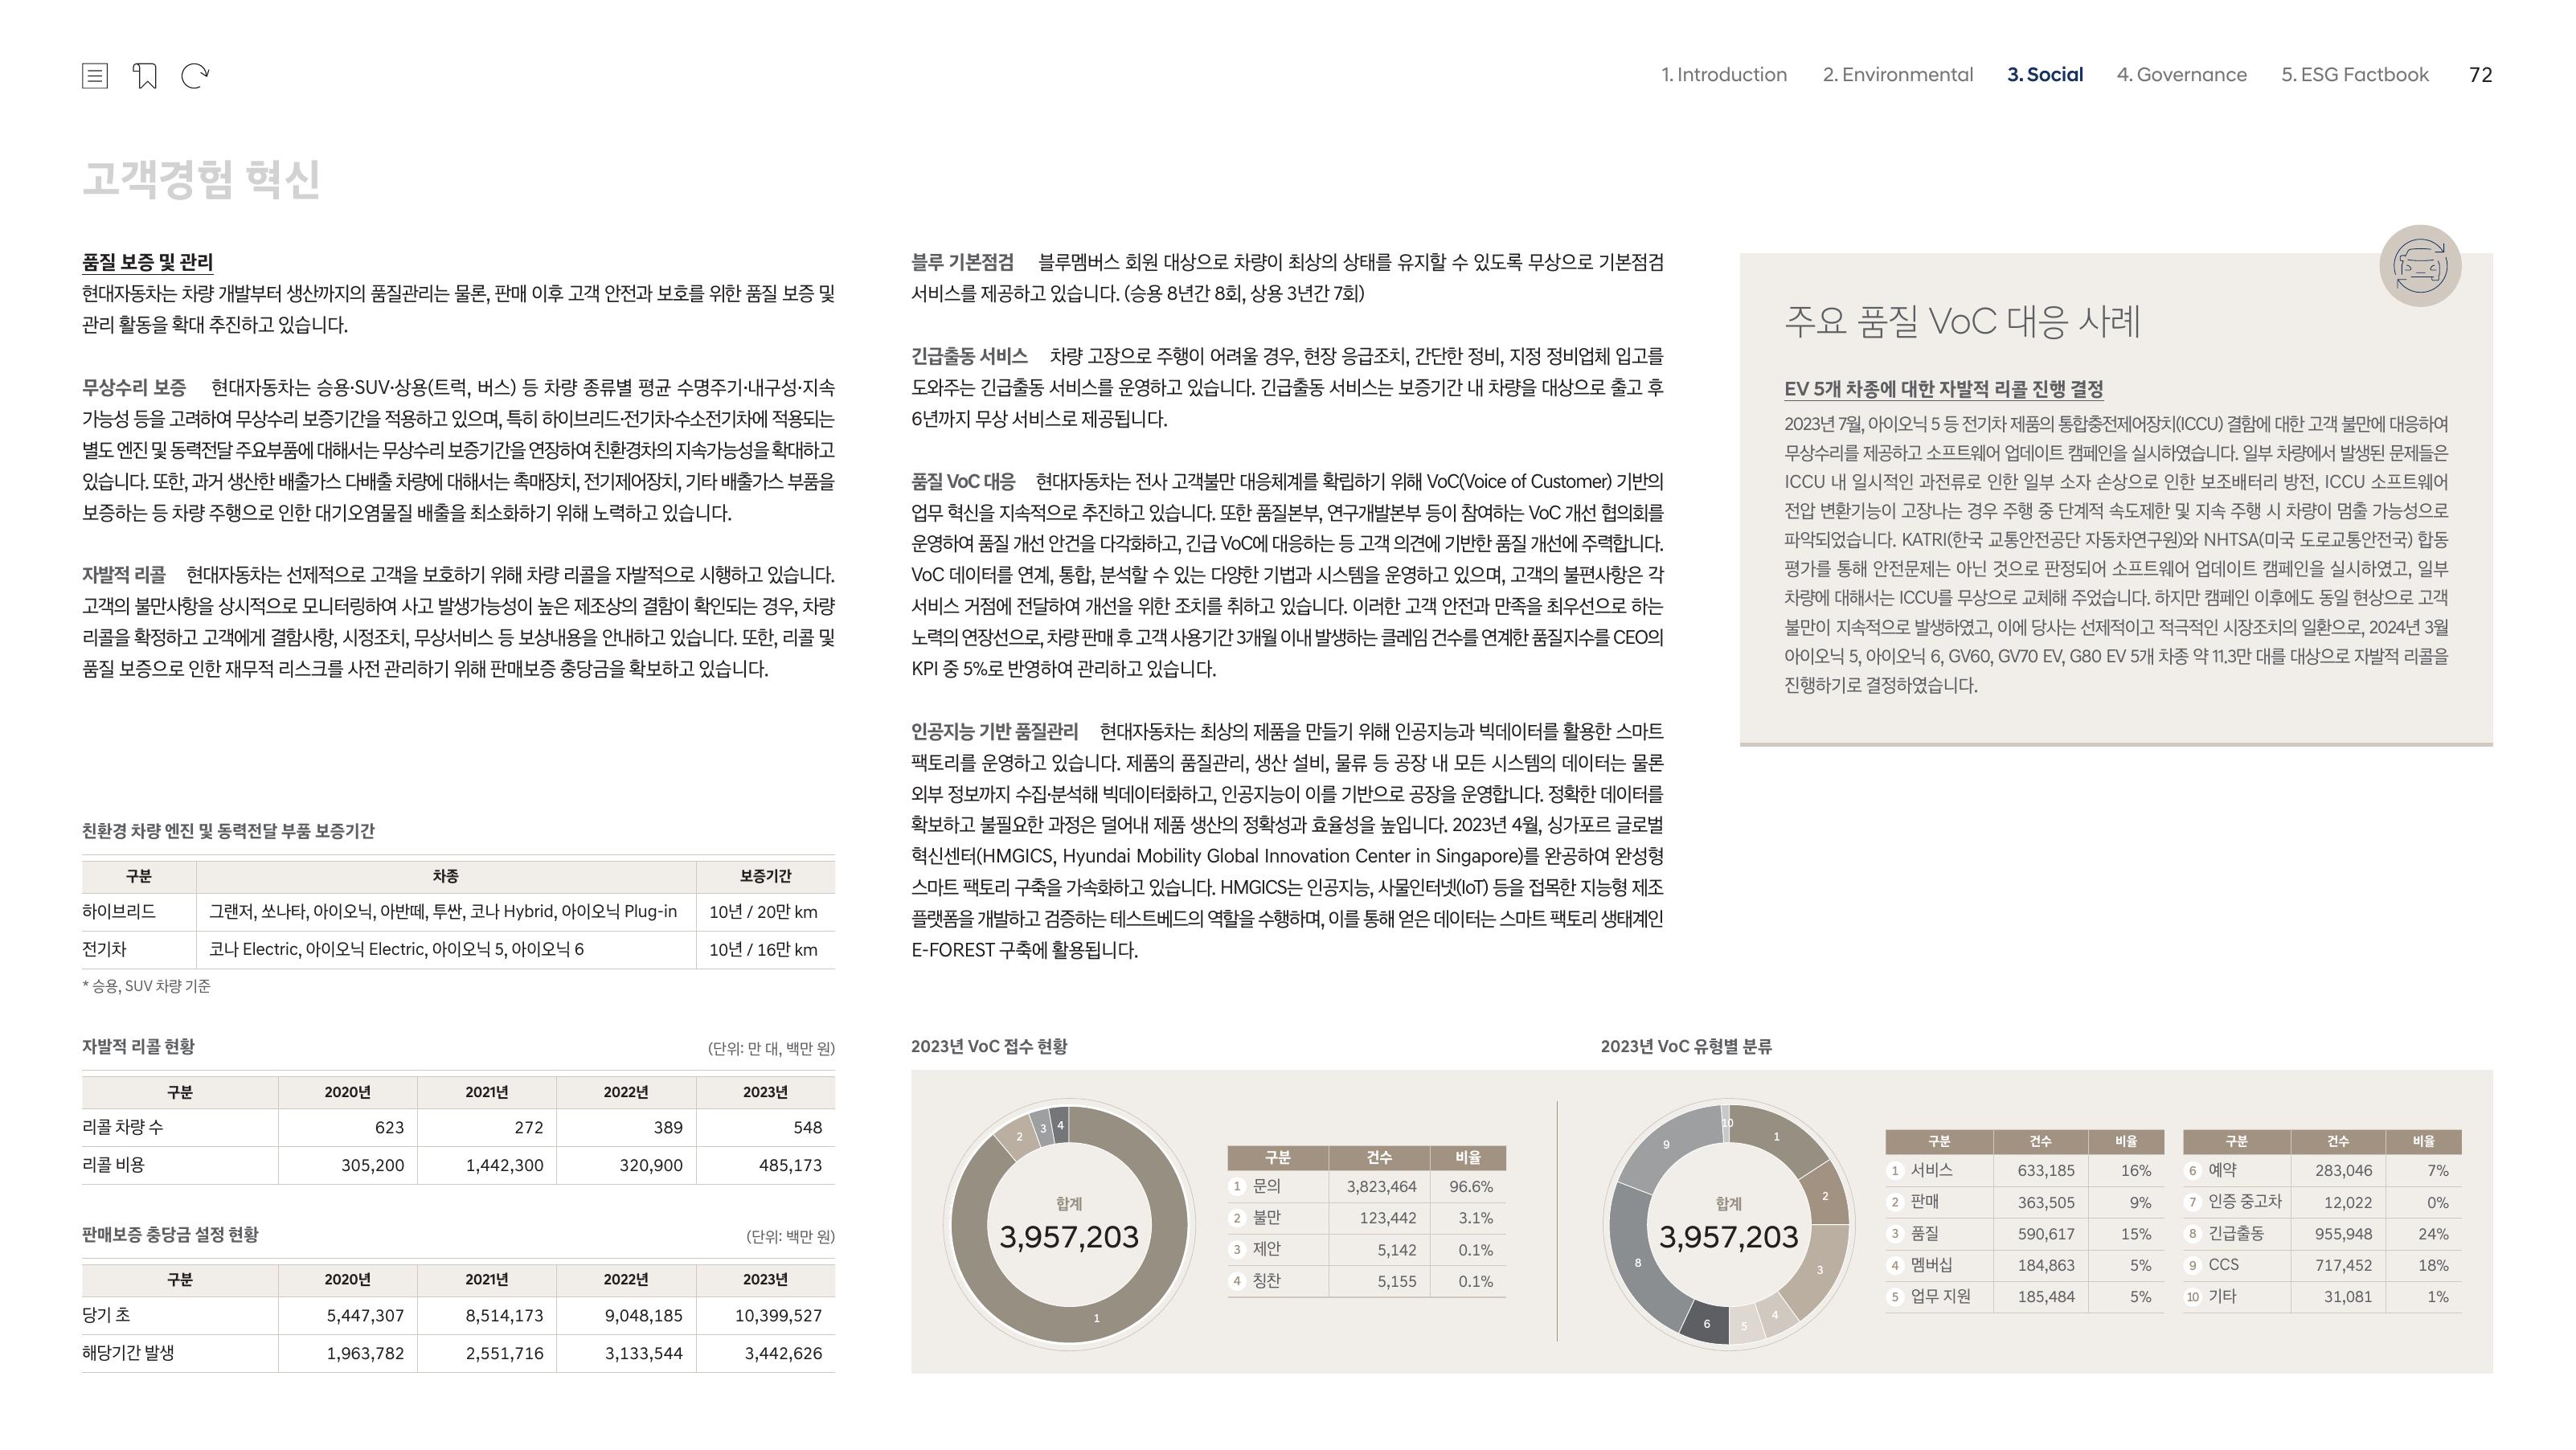 1. Introduction 2. Environmental 3. Social 4. Governance 5. ESG Factbook 72
고객경험 혁신
품질 보증 및 관리
현대자동차는 차량 개발부터 생산까지의 품질관리는 물론, 판매 이후 고객 안전과 보호를 위한 품질 보증 및
관리 활동을 확대 추진하고 있습니다.
무상수리 보증 현대자동차는 승용·SUV·상용(트럭, 버스) 등 차량 종류별 평균 수명주기·내구성·지속
가능성 등을 고려하여 무상수리 보증기간을 적용하고 있으며, 특히 하이브리드·전기차·수소전기차에 적용되는
별도 엔진 및 동력전달 주요부품에 대해서는 무상수리 보증기간을 연장하여 친환경차의 지속가능성을 확대하고
있습니다. 또한, 과거 생산한 배출가스 다배출 차량에 대해서는 촉매장치, 전기제어장치, 기타 배출가스 부품을
보증하는 등 차량 주행으로 인한 대기오염물질 배출을 최소화하기 위해 노력하고 있습니다.
자발적 리콜 현대자동차는 선제적으로 고객을 보호하기 위해 차량 리콜을 자발적으로 시행하고 있습니다.
고객의 불만사항을 상시적으로 모니터링하여 사고 발생가능성이 높은 제조상의 결함이 확인되는 경우, 차량
리콜을 확정하고 고객에게 결함사항, 시정조치, 무상서비스 등 보상내용을 안내하고 있습니다. 또한, 리콜 및
품질 보증으로 인한 재무적 리스크를 사전 관리하기 위해 판매보증 충당금을 확보하고 있습니다.
친환경 차량 엔진 및 동력전달 부품 보증기간
구분 차종 보증기간
하이브리드 그랜저, 쏘나타, 아이오닉, 아반떼, 투싼, 코나 Hybrid, 아이오닉 Plug-in 10년 / 20만 km
전기차 코나 Electric, 아이오닉 Electric, 아이오닉 5, 아이오닉 6 10년 / 16만 km
* 승용, SUV 차량 기준
자발적 리콜 현황 (단위: 만 대, 백만 원)
구분 2020년 2021년 2022년 2023년
리콜 차량 수 623 272 389 548
리콜 비용 305,200 1,442,300 320,900 485,173
판매보증 충당금 설정 현황 (단위: 백만 원)
구분 2020년 2021년 2022년 2023년
당기 초 5,447,307 8,514,173 9,048,185 10,399,527
해당기간 발생 1,963,782 2,551,716 3,133,544 3,442,626
블루 기본점검 블루멤버스 회원 대상으로 차량이 최상의 상태를 유지할 수 있도록 무상으로 기본점검
서비스를 제공하고 있습니다. (승용 8년간 8회, 상용 3년간 7회)
긴급출동 서비스 차량 고장으로 주행이 어려울 경우, 현장 응급조치, 간단한 정비, 지정 정비업체 입고를
도와주는 긴급출동 서비스를 운영하고 있습니다. 긴급출동 서비스는 보증기간 내 차량을 대상으로 출고 후
6년까지 무상 서비스로 제공됩니다.
품질 VoC 대응 현대자동차는 전사 고객불만 대응체계를 확립하기 위해 VoC(Voice of Customer) 기반의
업무 혁신을 지속적으로 추진하고 있습니다. 또한 품질본부, 연구개발본부 등이 참여하는 VoC 개선 협의회를
운영하여 품질 개선 안건을 다각화하고, 긴급 VoC에 대응하는 등 고객 의견에 기반한 품질 개선에 주력합니다.
VoC 데이터를 연계, 통합, 분석할 수 있는 다양한 기법과 시스템을 운영하고 있으며, 고객의 불편사항은 각
서비스 거점에 전달하여 개선을 위한 조치를 취하고 있습니다. 이러한 고객 안전과 만족을 최우선으로 하는
노력의 연장선으로, 차량 판매 후 고객 사용기간 3개월 이내 발생하는 클레임 건수를 연계한 품질지수를 CEO의
KPI 중 5%로 반영하여 관리하고 있습니다.
인공지능 기반 품질관리 현대자동차는 최상의 제품을 만들기 위해 인공지능과 빅데이터를 활용한 스마트
팩토리를 운영하고 있습니다. 제품의 품질관리, 생산 설비, 물류 등 공장 내 모든 시스템의 데이터는 물론
외부 정보까지 수집·분석해 빅데이터화하고, 인공지능이 이를 기반으로 공장을 운영합니다. 정확한 데이터를
확보하고 불필요한 과정은 덜어내 제품 생산의 정확성과 효율성을 높입니다. 2023년 4월, 싱가포르 글로벌
혁신센터(HMGICS, Hyundai Mobility Global Innovation Center in Singapore)를 완공하여 완성형
스마트 팩토리 구축을 가속화하고 있습니다. HMGICS는 인공지능, 사물인터넷(IoT) 등을 접목한 지능형 제조
플랫폼을 개발하고 검증하는 테스트베드의 역할을 수행하며, 이를 통해 얻은 데이터는 스마트 팩토리 생태계인
E-FOREST 구축에 활용됩니다.
주요 품질 VoC 대응 사례
EV 5개 차종에 대한 자발적 리콜 진행 결정
2023년 7월, 아이오닉 5 등 전기차 제품의 통합충전제어장치(ICCU) 결함에 대한 고객 불만에 대응하여
무상수리를 제공하고 소프트웨어 업데이트 캠페인을 실시하였습니다. 일부 차량에서 발생된 문제들은
ICCU 내 일시적인 과전류로 인한 일부 소자 손상으로 인한 보조배터리 방전, ICCU 소프트웨어
전압 변환기능이 고장나는 경우 주행 중 단계적 속도제한 및 지속 주행 시 차량이 멈출 가능성으로
파악되었습니다. KATRI(한국 교통안전공단 자동차연구원)와 NHTSA(미국 도로교통안전국) 합동
평가를 통해 안전문제는 아닌 것으로 판정되어 소프트웨어 업데이트 캠페인을 실시하였고, 일부
차량에 대해서는 ICCU를 무상으로 교체해 주었습니다. 하지만 캠페인 이후에도 동일 현상으로 고객
불만이 지속적으로 발생하였고, 이에 당사는 선제적이고 적극적인 시장조치의 일환으로, 2024년 3월
아이오닉 5, 아이오닉 6, GV60, GV70 EV, G80 EV 5개 차종 약 11.3만 대를 대상으로 자발적 리콜을
진행하기로 결정하였습니다.
2023년 VoC 접수 현황
2 3 4
합계
3,957,203
1
구분 건수 비율
1 문의 3,823,464 96.6%
2 불만 123,442 3.1%
3 제안 5,142 0.1%
4 칭찬 5,155 0.1%
2023년 VoC 유형별 분류
10 1
9
2
합계
3,957,203
8 3
6 5 4
구분 건수 비율
1 서비스 633,185 16%
2 판매 363,505 9%
3 품질 590,617 15%
4 멤버십 184,863 5%
5 업무 지원 185,484 5%
구분 건수 비율
6 예약 283,046 7%
7 인증 중고차 12,022 0%
8 긴급출동 955,948 24%
9 CCS 717,452 18%
10 기타 31,081 1%